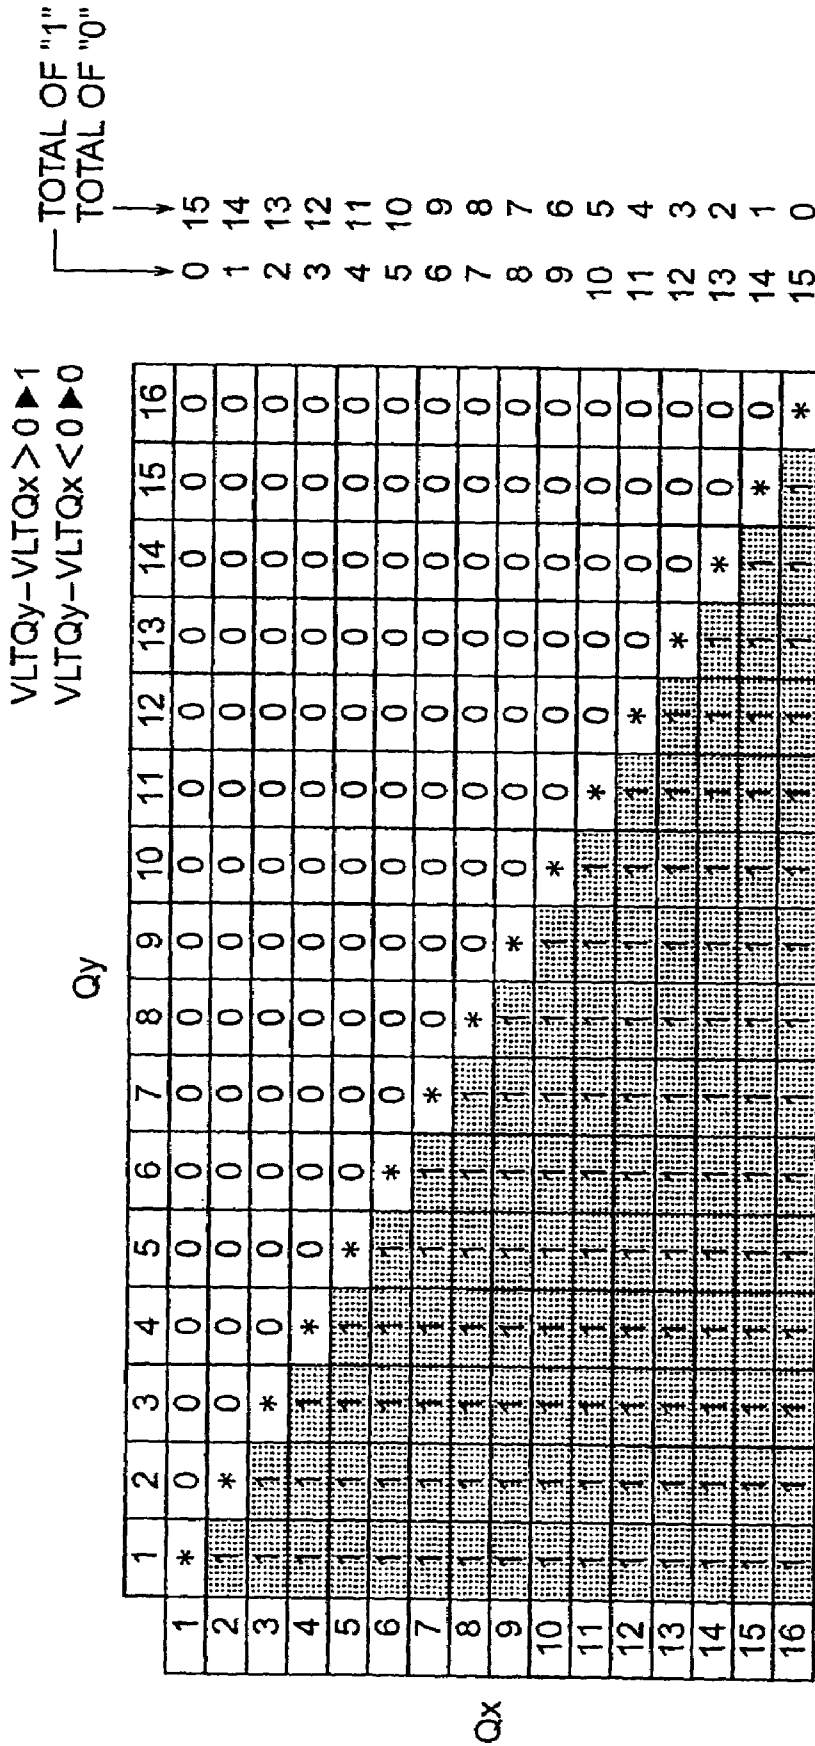 VLTQy-VLTQx>0▶1
VLTQy-VLTQx<0▶0
TOTAL OF "1"
TOTAL OF "0"
Qy
1 2 3 4 5 6 7 8 9 10 11 12 13 14 15 16
1 * 0 0 0 0 0 0 0 0 0 0 0 0 0 0 0 0 15
2 1 * 0 0 0 0 0 0 0 0 0 0 0 0 0 0 1 14
3 1 1 * 0 0 0 0 0 0 0 0 0 0 0 0 0 2 13
4 1 1 1 * 0 0 0 0 0 0 0 0 0 0 0 0 3 12
5 1 1 1 1 * 0 0 0 0 0 0 0 0 0 0 0 4 11
6 1 1 1 1 1 * 0 0 0 0 0 0 0 0 0 0 5 10
7 1 1 1 1 1 1 * 0 0 0 0 0 0 0 0 0 6 9
8 1 1 1 1 1 1 1 * 0 0 0 0 0 0 0 0 7 8
9 1 1 1 1 1 1 1 1 * 0 0 0 0 0 0 0 8 7
10 1 1 1 1 1 1 1 1 1 * 0 0 0 0 0 0 9 6
11 1 1 1 1 1 1 1 1 1 1 * 0 0 0 0 0 10 5
12 1 1 1 1 1 1 1 1 1 1 1 * 0 0 0 0 11 4
13 1 1 1 1 1 1 1 1 1 1 1 1 * 0 0 0 12 3
14 1 1 1 1 1 1 1 1 1 1 1 1 1 * 0 0 13 2
15 1 1 1 1 1 1 1 1 1 1 1 1 1 1 * 0 14 1
16 1 1 1 1 1 1 1 1 1 1 1 1 1 1 1 * 15 0
Qx